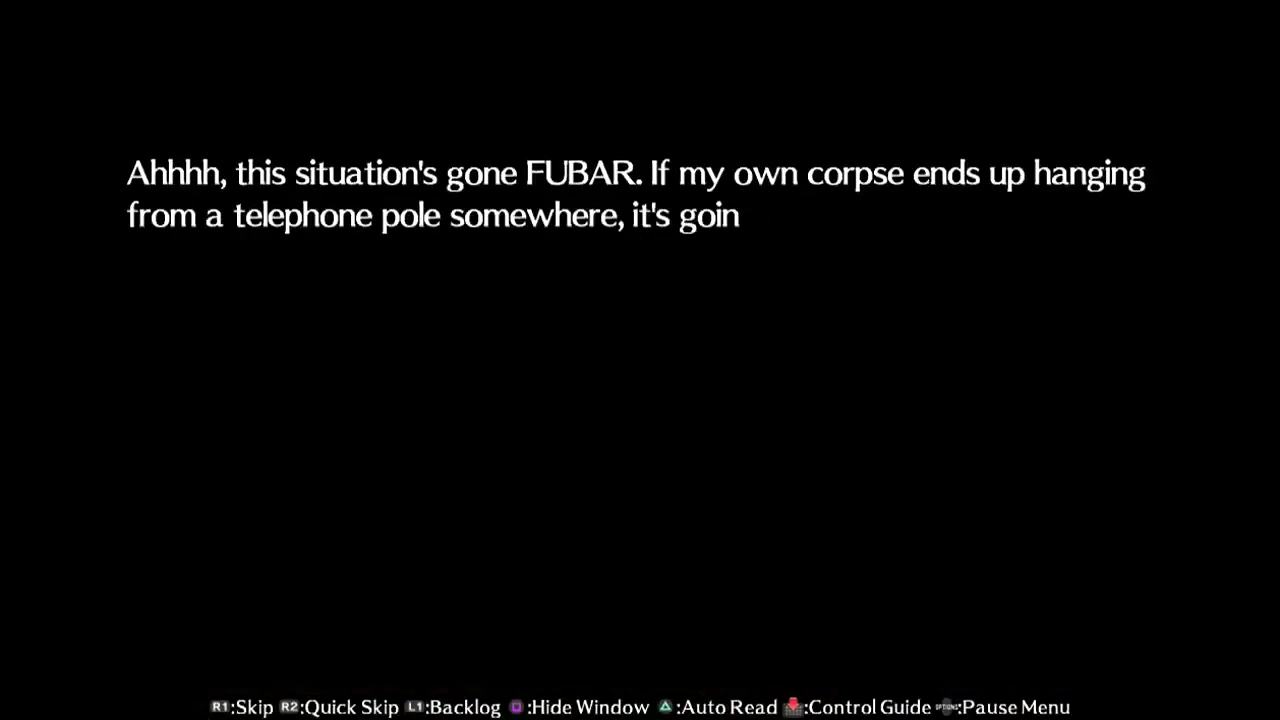 Ahhhh, this situation's gone FUBAR. If my own corpse ends up hanging
from a telephone pole somewhere, it's goin
R1:Skip R2:Quick Skip L1:Backlog :Hide Window :Auto Read :Control Guide OPTIONS:Pause Menu